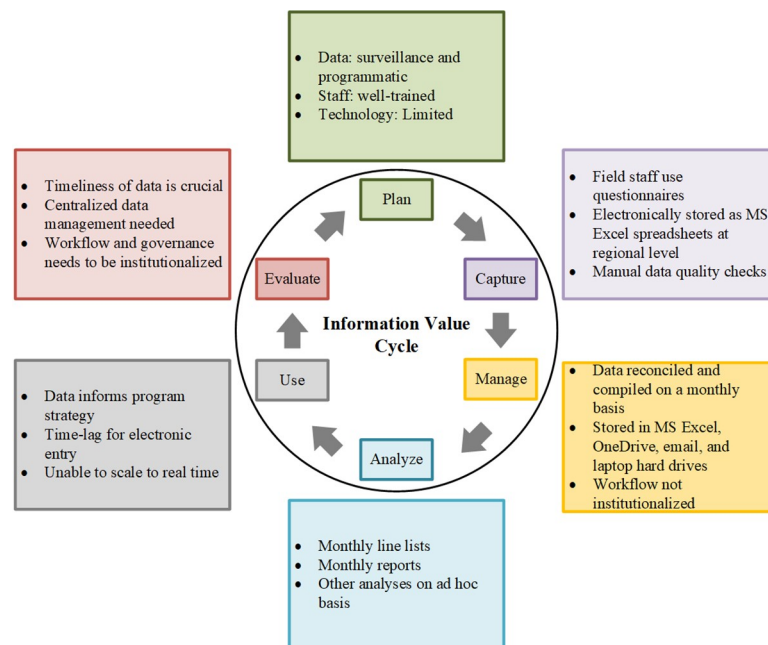 • Data: surveillance and
programmatic
• Staff: well-trained
• Technology: Limited
• Timeliness of data is crucial
• Centralized data
management needed
• Workflow and governance
needs to be institutionalized
Plan
• Field staff use
questionnaires
• Electronically stored as MS
Excel spreadsheets at
regional level
• Manual data quality checks
Evaluate
Capture
Information Value
Cycle
Use
Manage
Analyze
• Data informs program
strategy
• Time-lag for electronic
entry
• Unable to scale to real time
• Data reconciled and
compiled on a monthly
basis
• Stored in MS Excel,
OneDrive, email, and
laptop hard drives
• Workflow not
institutionalized
• Monthly line lists
• Monthly reports
• Other analyses on ad hoc
basis